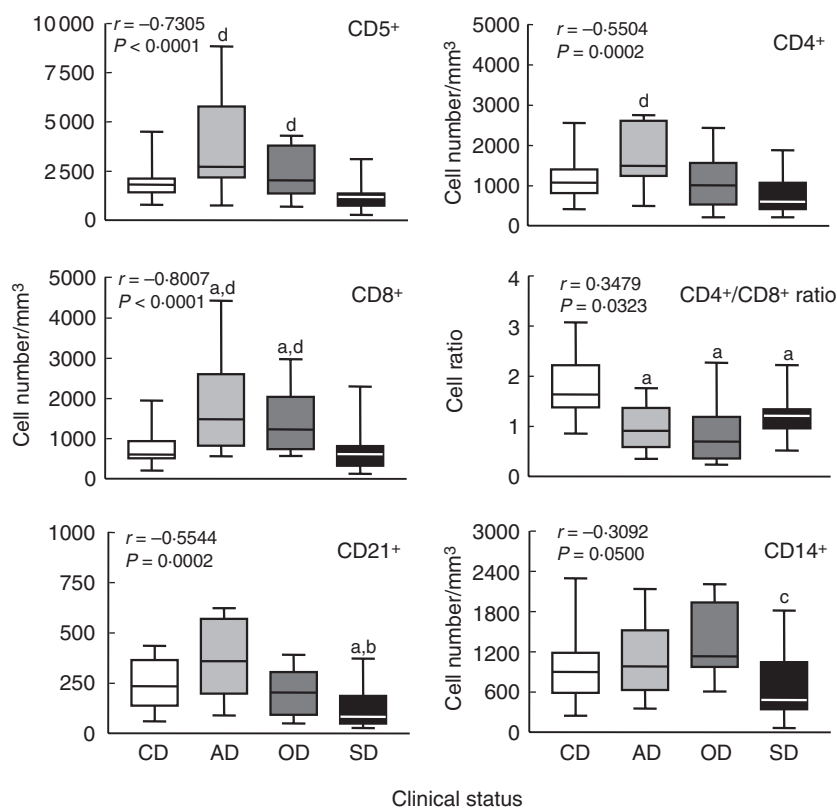 10 000
7 500
5 000
2500
0
r = –0·7305
P < 0·0001
d
d
CD5+
Cell number/mm³
5000
4000
3000
2000
1000
0
r = –0·5504
P = 0·0002
d
CD4+
Cell number/mm³
5000
4000
3000
2000
1000
0
r = –0·8007
P < 0·0001
a,d
a,d
CD8+
Cell ratio
4
3
2
1
0
r = 0·3479
P = 0·0323
a
a
a
CD4+/CD8+ ratio
1000
750
500
250
0
r = –0·5544
P = 0·0002
a,b
CD21+
CD AD OD SD
Cell number/mm³
3000
2400
1800
1200
600
0
r = –0·3092
P = 0·0500
c
CD14+
CD AD OD SD
Clinical status